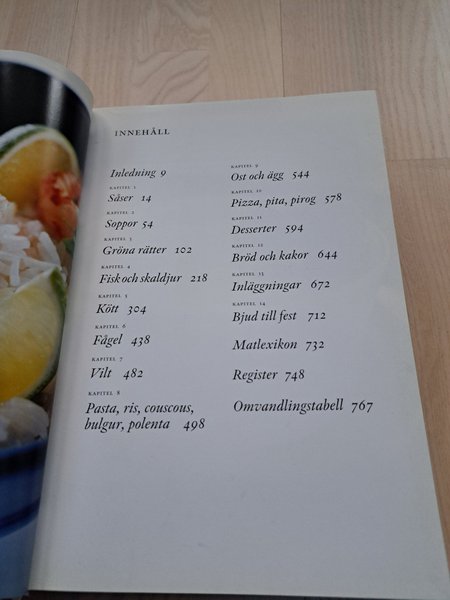 INNEHÅLL
Inledning 9
KAPITEL 1
Såser 14
KAPITEL 2
Soppor 54
KAPITEL 3
Gröna rätter 102
KAPITEL 4
Fisk och skaldjur 218
KAPITEL 5
Kött 304
KAPITEL 6
Fågel 438
KAPITEL 7
Vilt 482
KAPITEL 8
Pasta, ris, couscous,
bulgur, polenta 498
KAPITEL 9
Ost och ägg 544
KAPITEL 10
Pizza, pita, pirog 578
KAPITEL 11
Desserter 594
KAPITEL 12
Bröd och kakor 644
KAPITEL 13
Inläggningar 672
KAPITEL 14
Bjud till fest 712
Matlexikon 732
Register 748
Omvandlingstabell 767